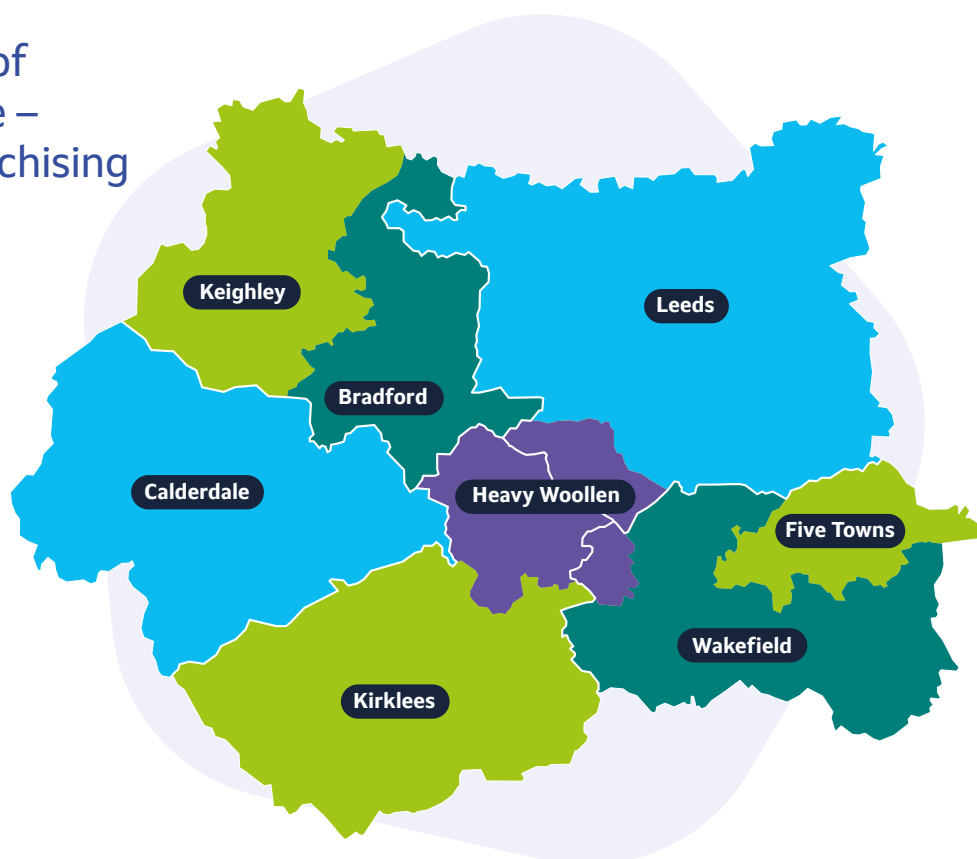 of
e –
chising
Keighley
Leeds
Bradford
Calderdale
Heavy Woollen
Five Towns
Wakefield
Kirklees